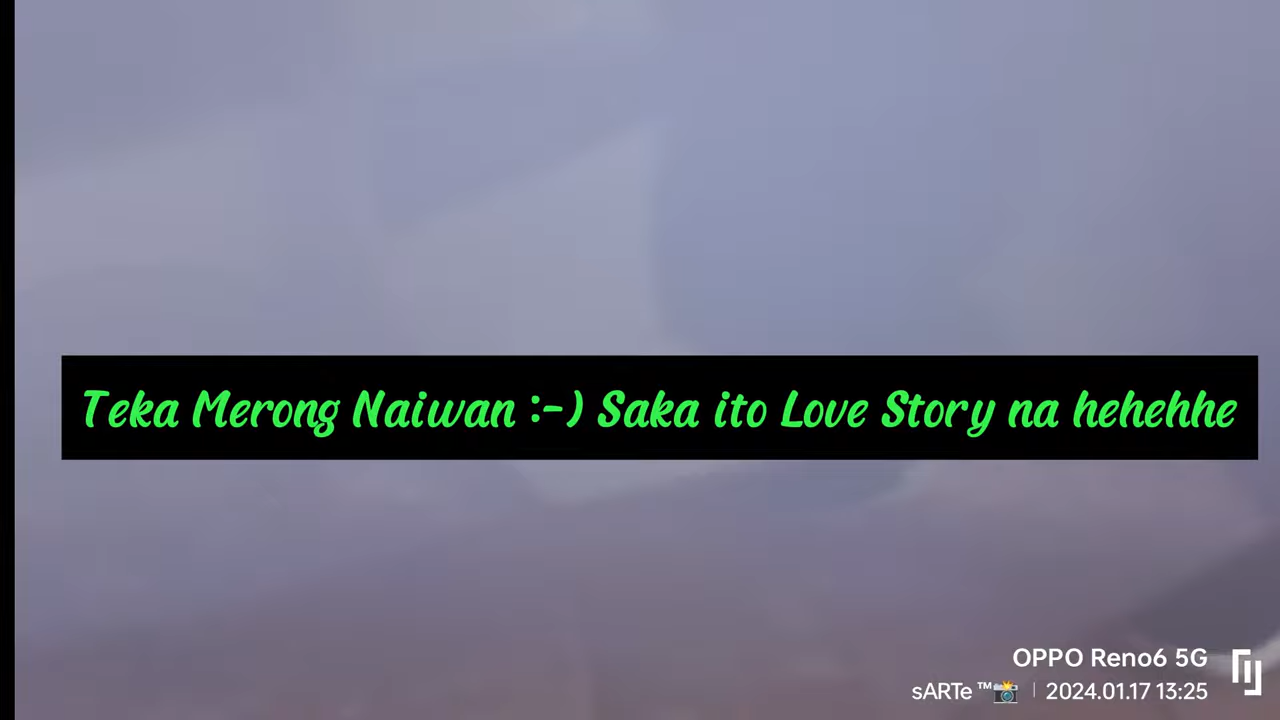 Teka Merong Naiwan :-) Saka ito Love Story na hehehhe
OPPO Reno6 5G
sARTe ™📸 | 2024.01.17 13:25